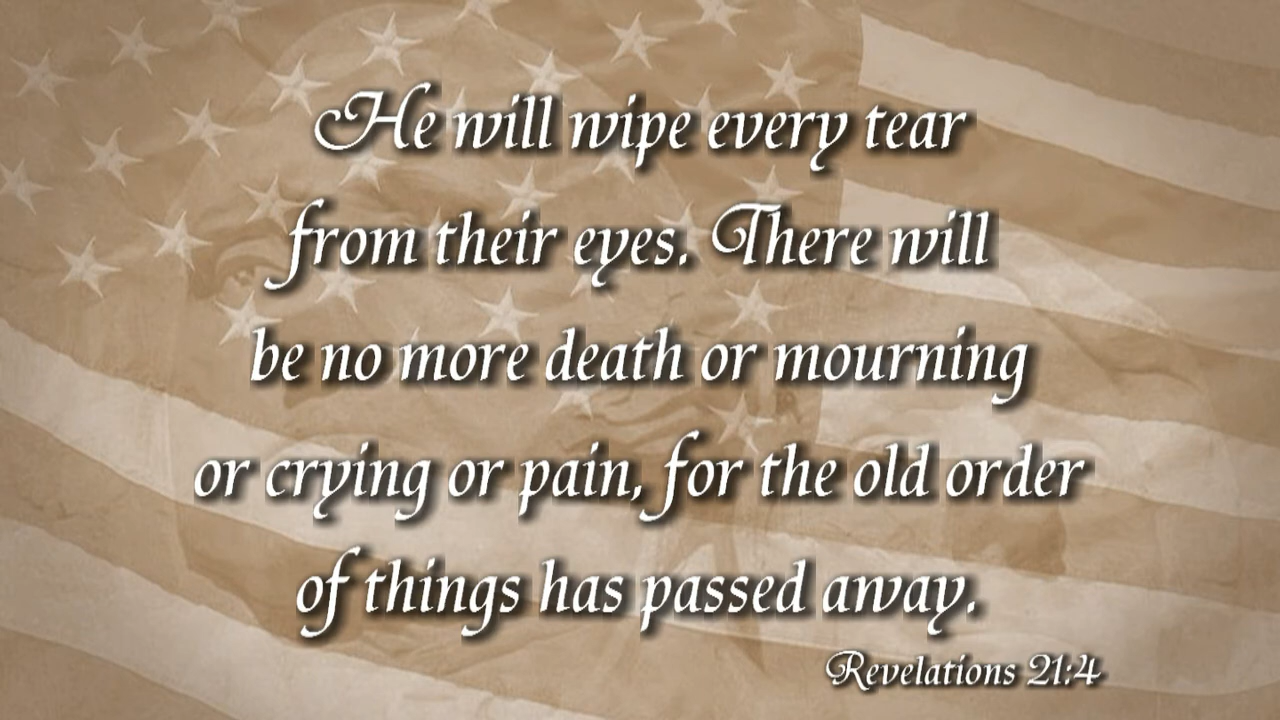 He will wipe every tear
from their eyes. There will
be no more death or mourning
or crying or pain, for the old order
of things has passed away.
Revelations 21:4